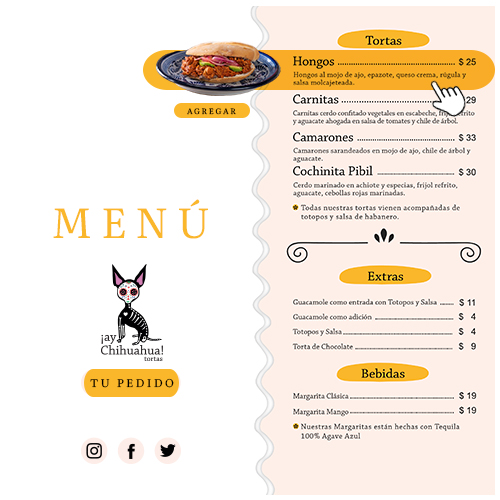 Tortas
Hongos $ 25
Hongos al mojo de ajo, epazote, queso crema, rúgula y
salsa molcajeteada.
AGREGAR
Carnitas 29
Carnitas cerdo confitado vegetales en escabeche, frijol frito
y aguacate ahogada en salsa de tomates y chile de árbol.
Camarones $ 33
Camarones sarandeados en mojo de ajo, chile de árbol y
aguacate.
Cochinita Pibil $ 30
Cerdo marinado en achiote y especias, frijol refrito,
aguacate, cebollas rojas marinadas.
Todas nuestras tortas vienen acompañadas de
totopos y salsa de habanero.
MENÚ
¡ay
Chihuahua!
tortas
TU PEDIDO
Extras
Guacamole como entrada con Totopos y Salsa $ 11
Guacamole como adición $ 4
Totopos y Salsa $ 4
Torta de Chocolate $ 9
Bebidas
Margarita Clásica $ 19
Margarita Mango $ 19
Nuestras Margaritas están hechas con Tequila
100% Agave Azul